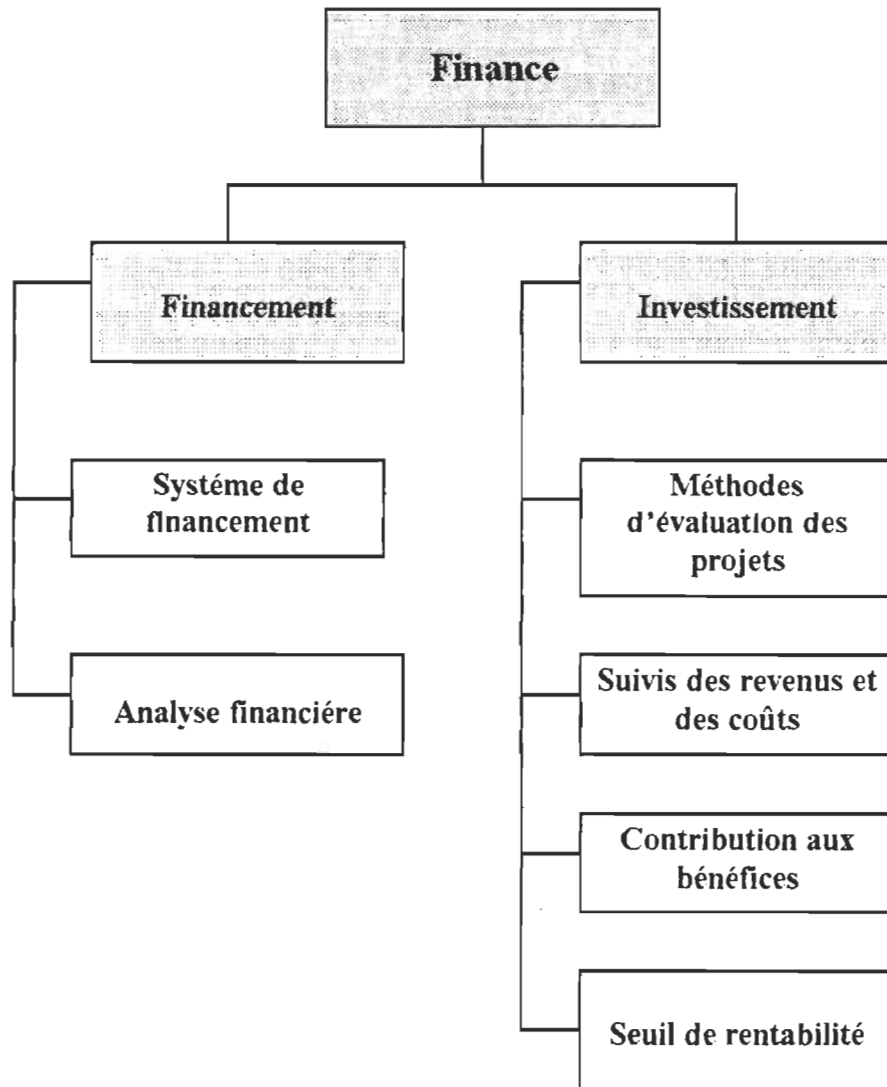 Finance
Financement
Investissement
Systéme de
financement
Analyse financiére
Méthodes
d'évaluation des
projets
Suivis des revenus et
des coûts
Contribution aux
bénéfices
Seuil de rentabilité